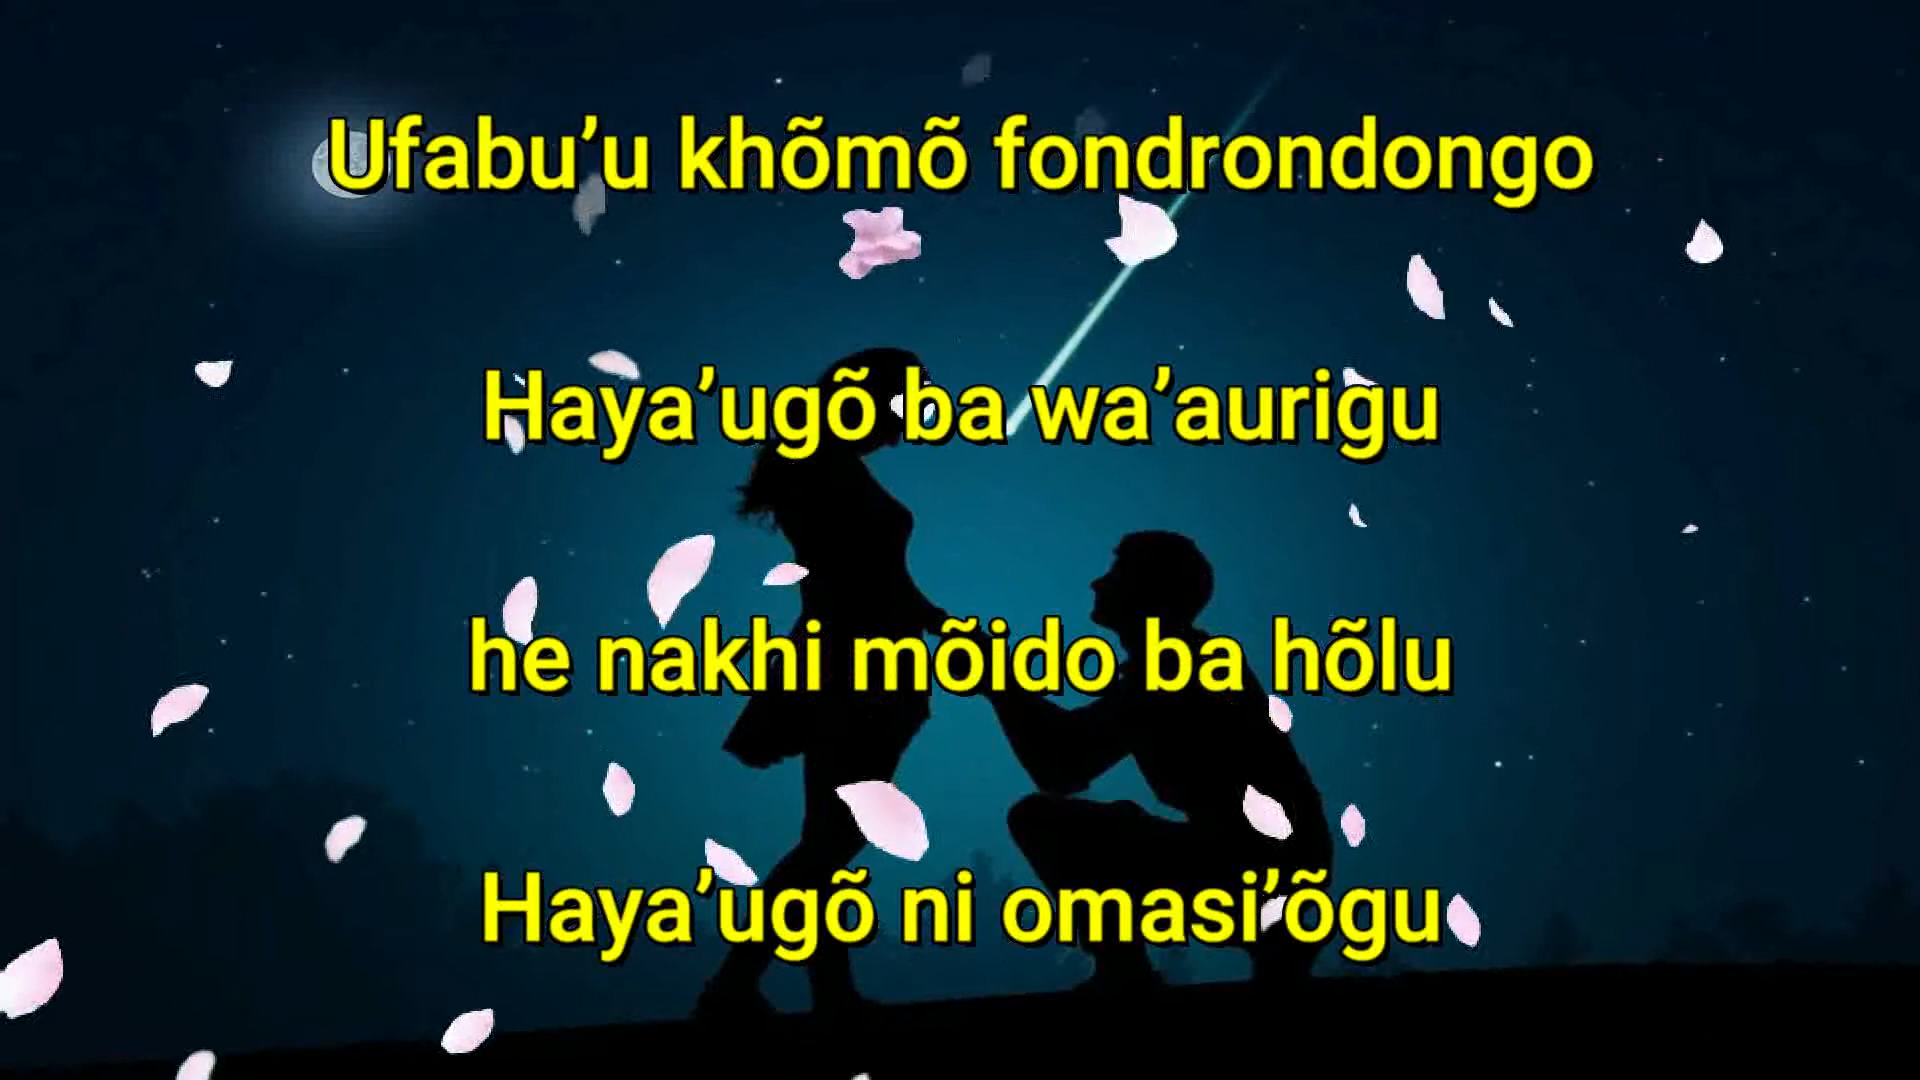 Ufabu’u khõmõ fondrondongo
Haya’ugõ ba wa’aurigu
he nakhi mõido ba hõlu
Haya’ugõ ni omasi’õgu